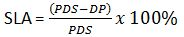 SLA = (PDS-DP)/PDS x 100%